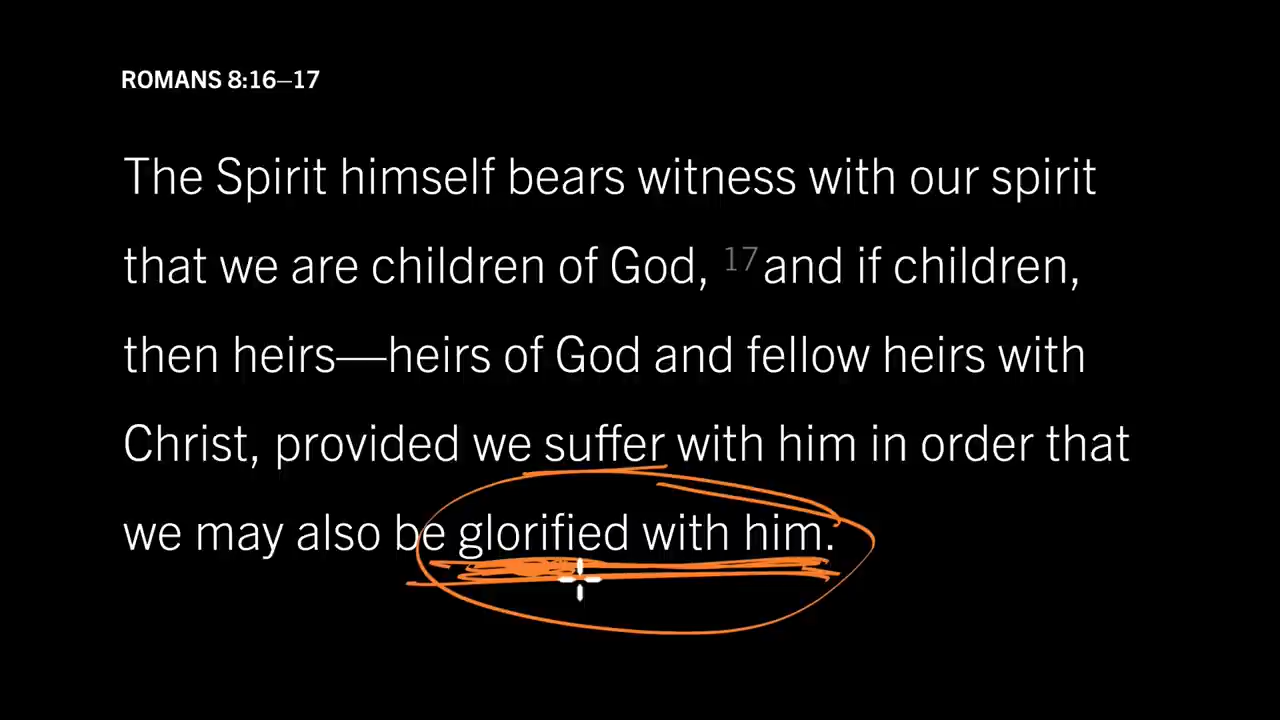 ROMANS 8:16–17
The Spirit himself bears witness with our spirit
that we are children of God, 17 and if children,
then heirs—heirs of God and fellow heirs with
Christ, provided we suffer with him in order that
we may also be glorified with him.